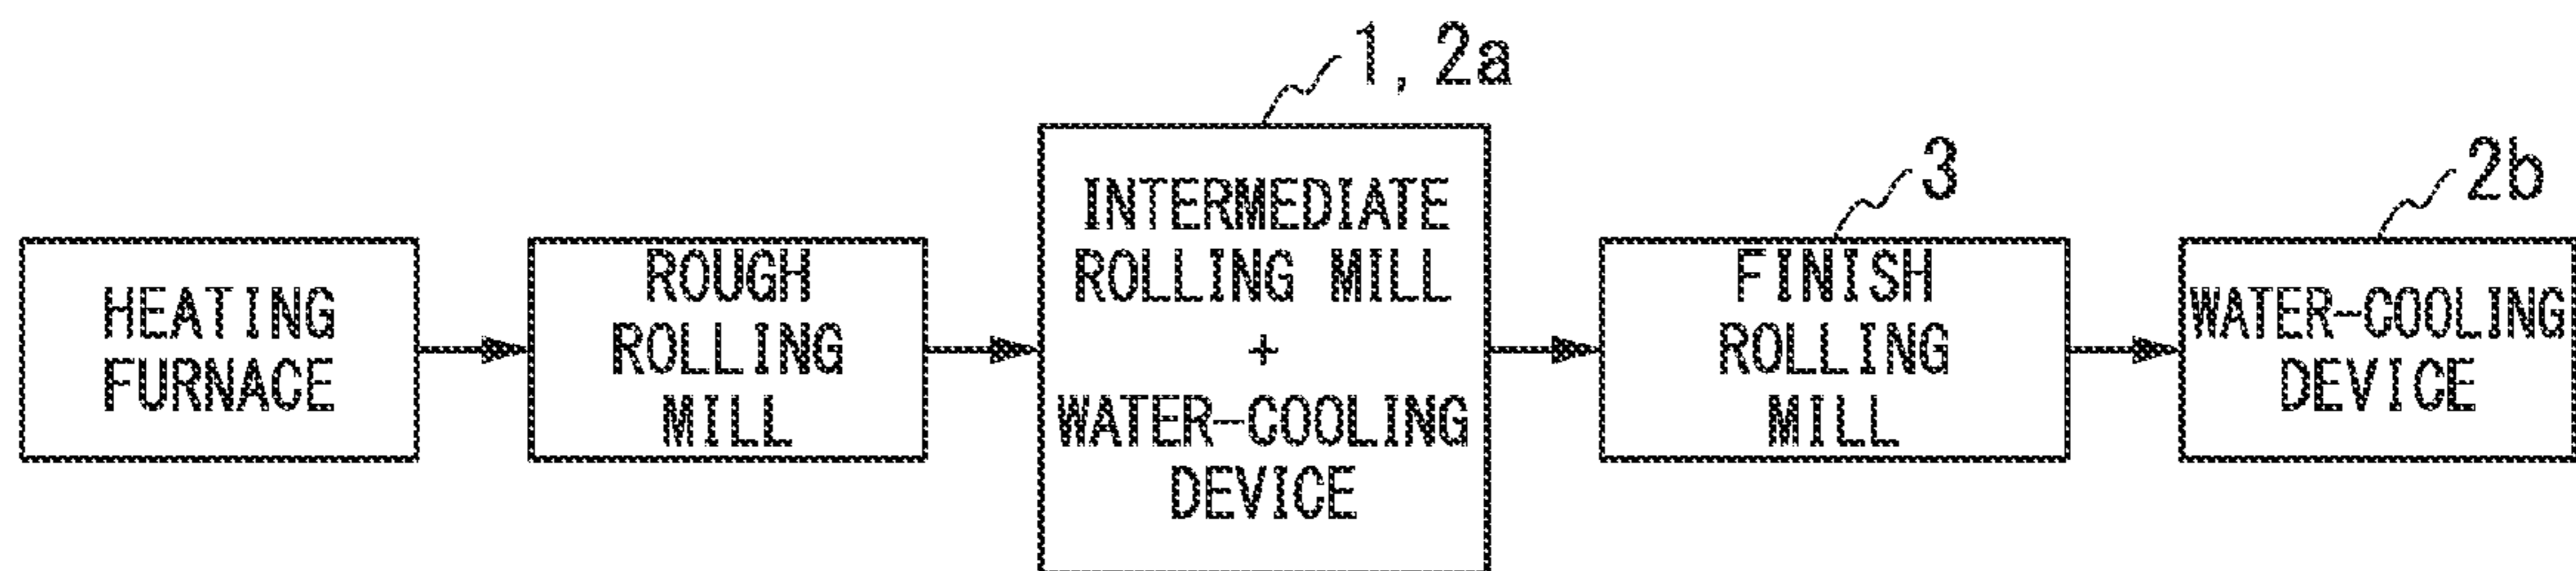 1, 2a
3
2b
HEATING
FURNACE
ROUGH
ROLLING
MILL
INTERMEDIATE
ROLLING MILL
+
WATER-COOLING
DEVICE
FINISH
ROLLING
MILL
WATER-COOLING
DEVICE